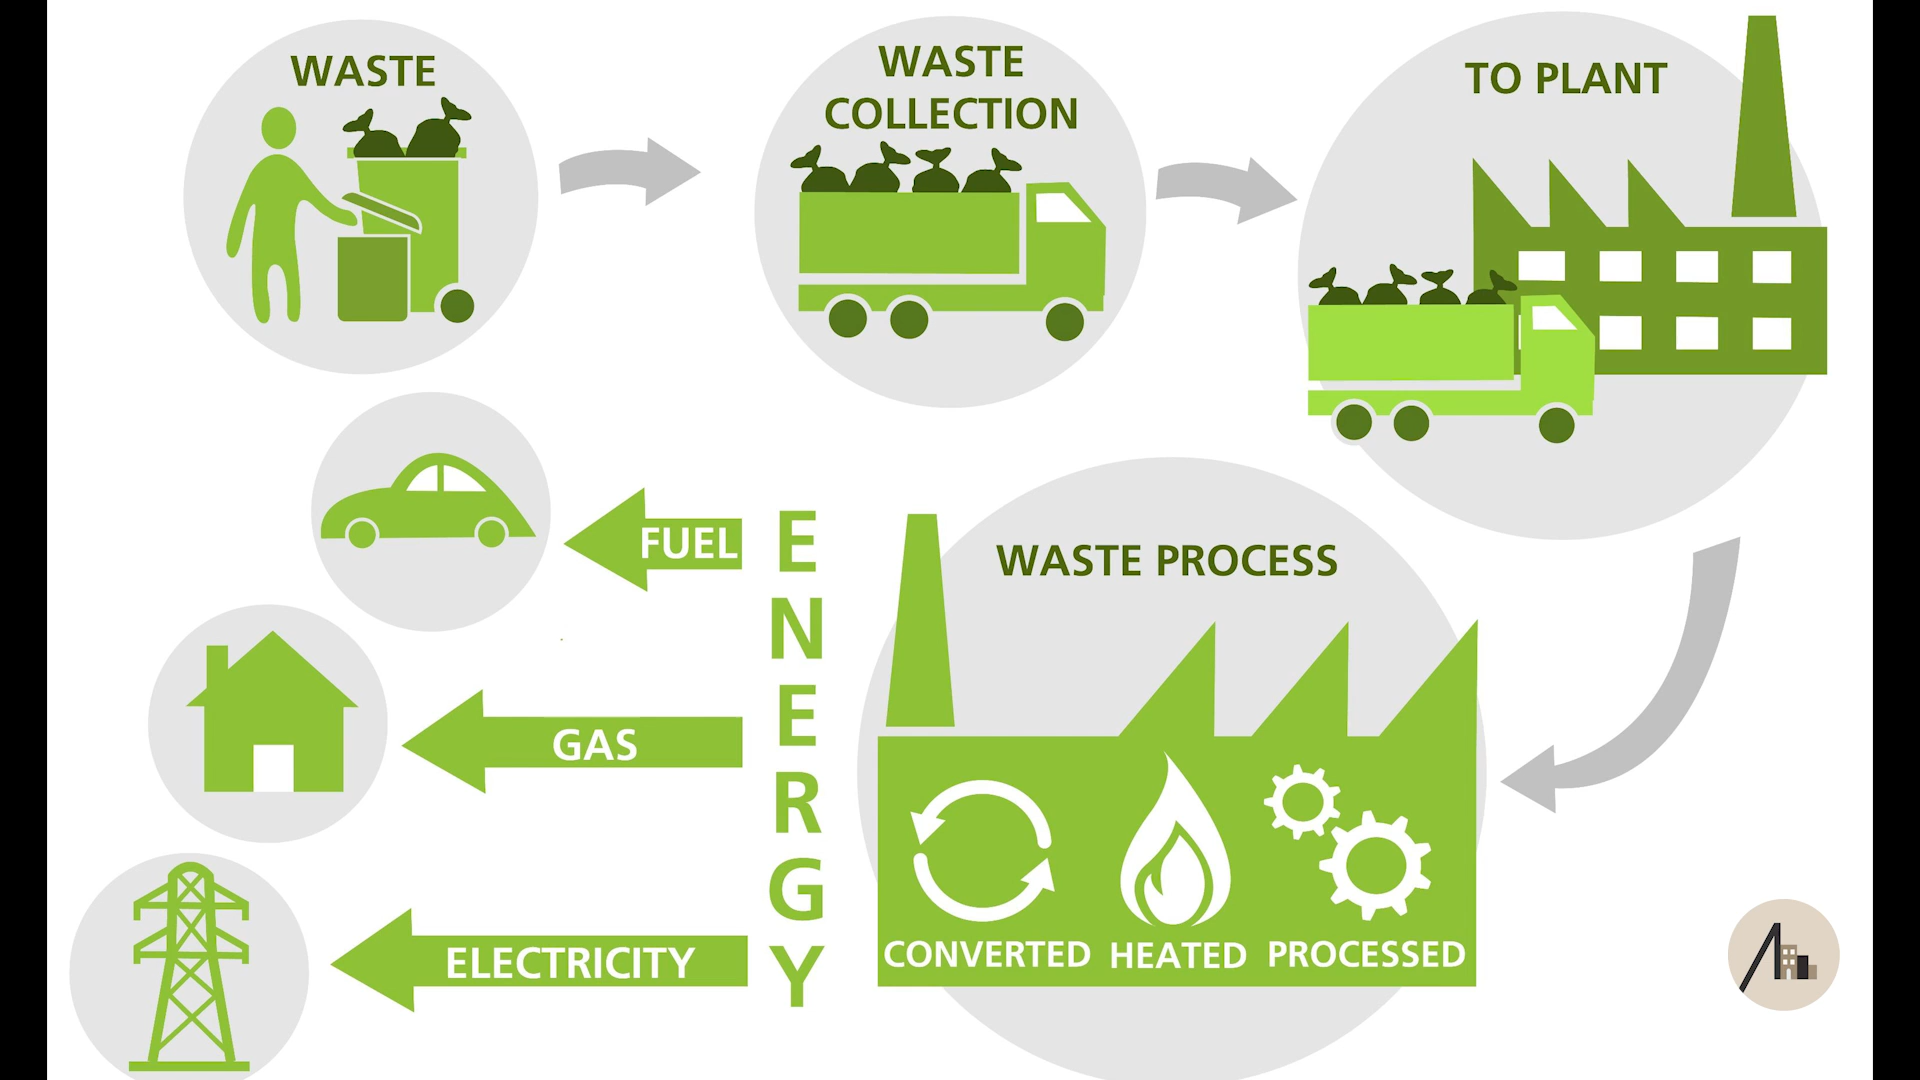 WASTE
WASTE
COLLECTION
TO PLANT
WASTE PROCESS
FUEL
GAS
ELECTRICITY
ENERGY
CONVERTED
HEATED
PROCESSED